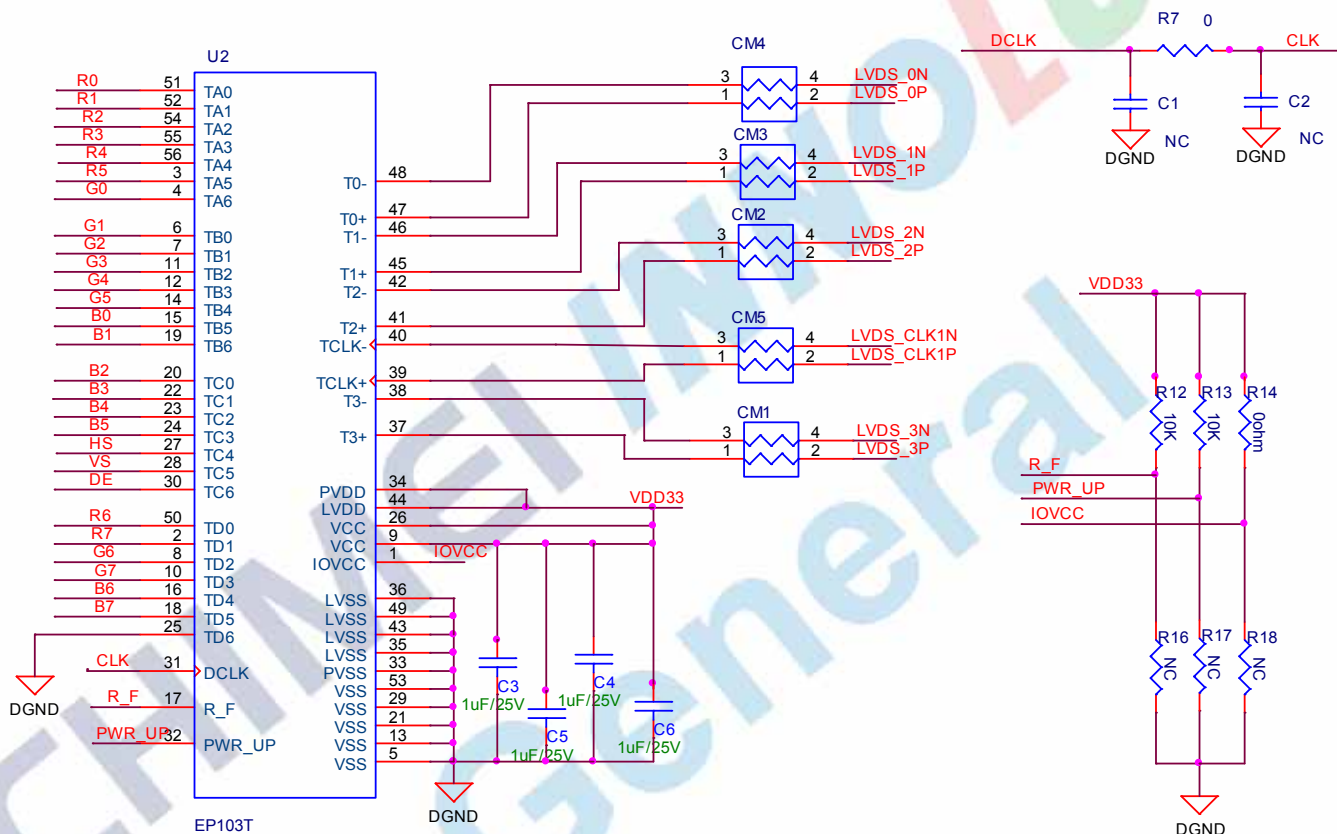 U2
R0 51 TA0
R1 52 TA1
R2 54 TA2
R3 55 TA3
R4 56 TA4
R5 3 TA5
G0 4 TA6
G1 6 TB0
G2 7 TB1
G3 11 TB2
G4 12 TB3
G5 14 TB4
B0 15 TB5
B1 19 TB6
B2 20 TC0
B3 22 TC1
B4 23 TC2
B5 24 TC3
HS 27 TC4
VS 28 TC5
DE 30 TC6
R6 50 TD0
R7 2 TD1
G6 8 TD2
G7 10 TD3
B6 16 TD4
B7 18 TD5
25 TD6
DGND
CLK 31 DCLK
R_F 17 R_F
PWR_UP 32 PWR_UP
EP103T
T0- 48
T0+ 47
T1- 46
T1+ 45
T2- 42
T2+ 41
TCLK- 40
TCLK+ 39
T3- 38
T3+ 37
PVDD 34
LVDD 44
VCC 26
VCC 9
IOVCC 1 IOVCC
VDD33
LVSS 36
LVSS 49
LVSS 43
LVSS 35
PVSS 33
VSS 53
VSS 29
VSS 21
VSS 13
VSS 5
DGND
C3
1uF/25V
C4
1uF/25V
C5
1uF/25V
C6
1uF/25V
CM4
3 4 LVDS_0N
1 2 LVDS_0P
CM3
3 4 LVDS_1N
1 2 LVDS_1P
CM2
3 4 LVDS_2N
1 2 LVDS_2P
CM5
3 4 LVDS_CLK1N
1 2 LVDS_CLK1P
CM1
3 4 LVDS_3N
1 2 LVDS_3P
R7 0
DCLK CLK
C1 C2
NC NC
DGND DGND
VDD33
R12 R13 R14
10K 10K 0ohm
R_F
PWR_UP
IOVCC
R16 R17 R18
NC NC NC
DGND
CHIMEI INNOLU
General